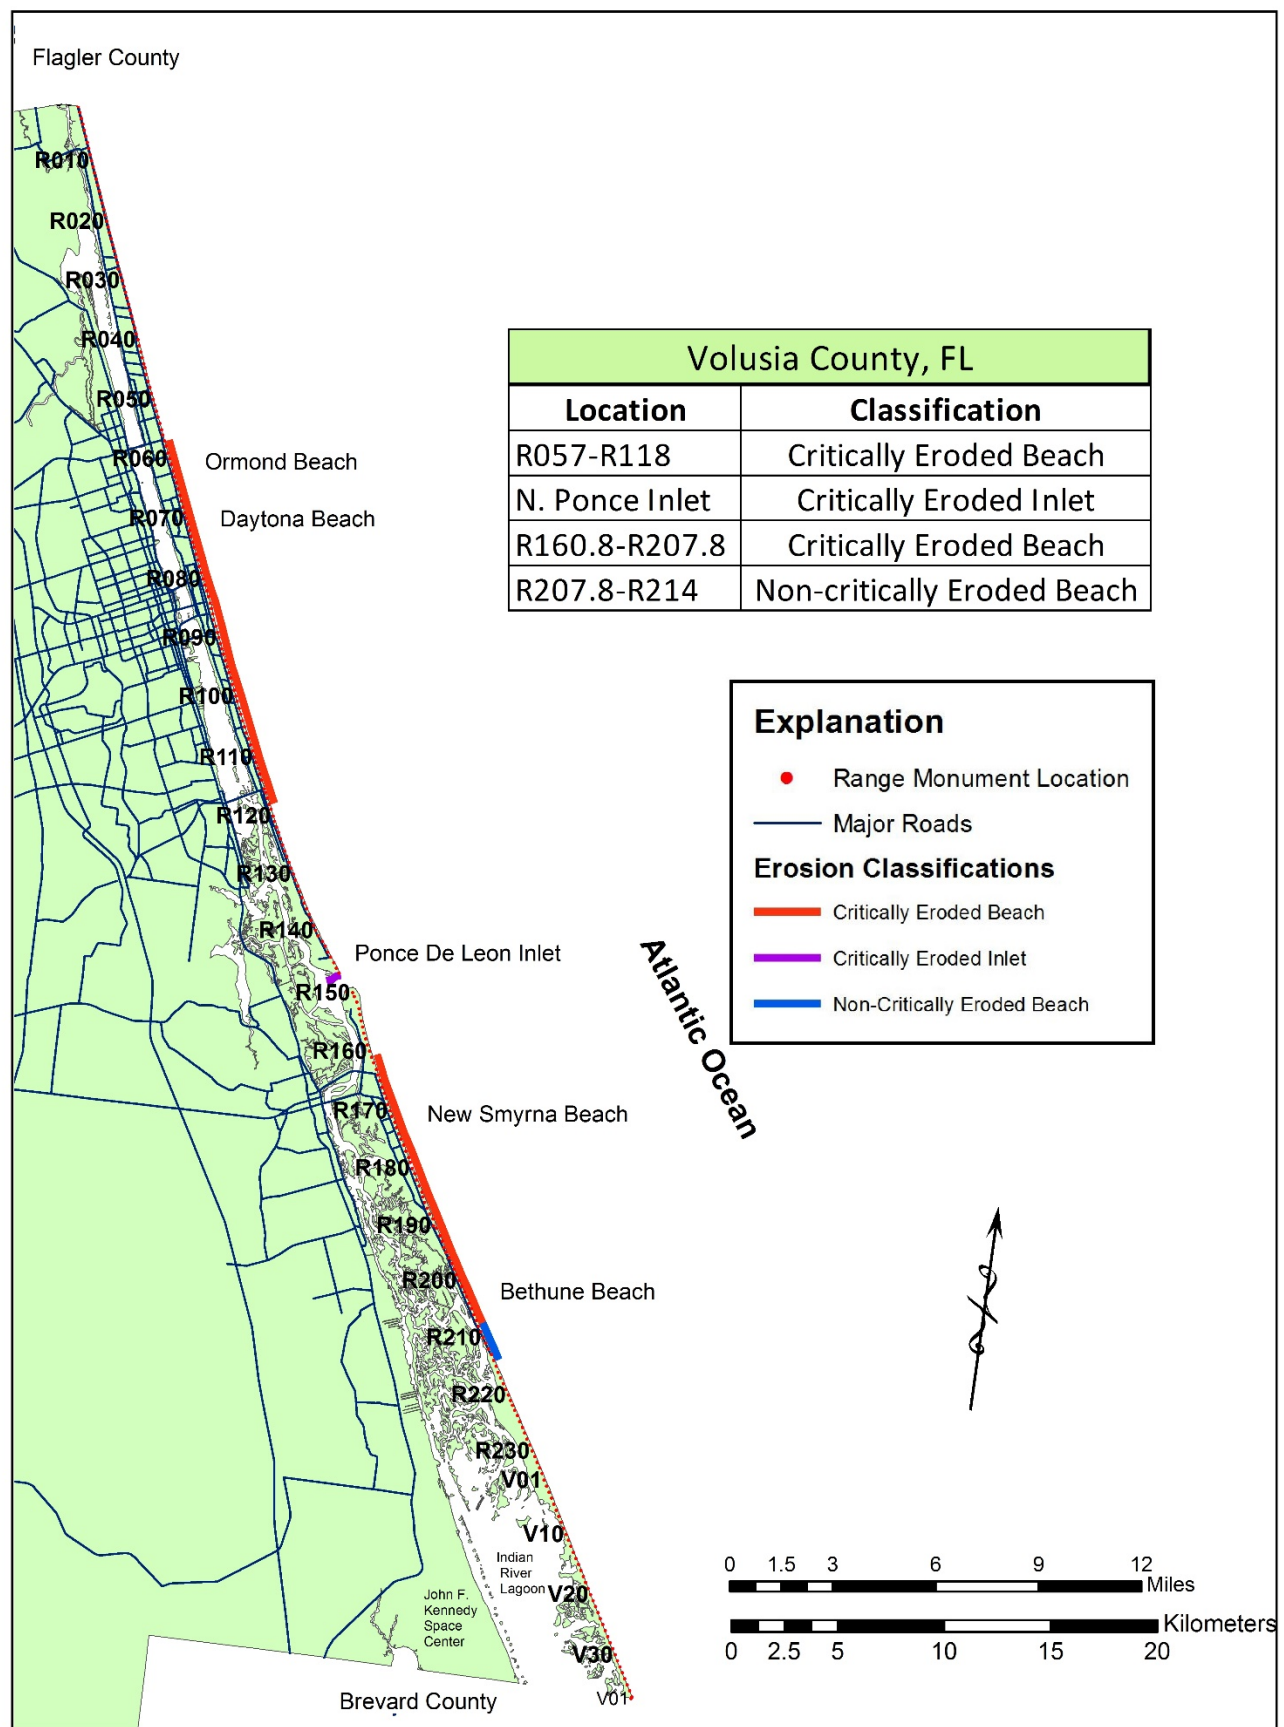 Flagler County
R010
R020
R030
R040
R050
R060
Ormond Beach
R070
Daytona Beach
R080
R090
R100
R110
R120
R130
R140
Ponce De Leon Inlet
R150
R160
R170
New Smyrna Beach
R180
R190
R200
Bethune Beach
R210
R220
R230
V01
V10
Indian
River
Lagoon
V20
John F.
Kennedy
Space
Center
V30
V01
Brevard County
Atlantic Ocean
Volusia County, FL
Location Classification
R057-R118 Critically Eroded Beach
N. Ponce Inlet Critically Eroded Inlet
R160.8-R207.8 Critically Eroded Beach
R207.8-R214 Non-critically Eroded Beach
Explanation
Range Monument Location
Major Roads
Erosion Classifications
Critically Eroded Beach
Critically Eroded Inlet
Non-Critically Eroded Beach
N
0 1.5 3 6 9 12
Miles
Kilometers
0 2.5 5 10 15 20